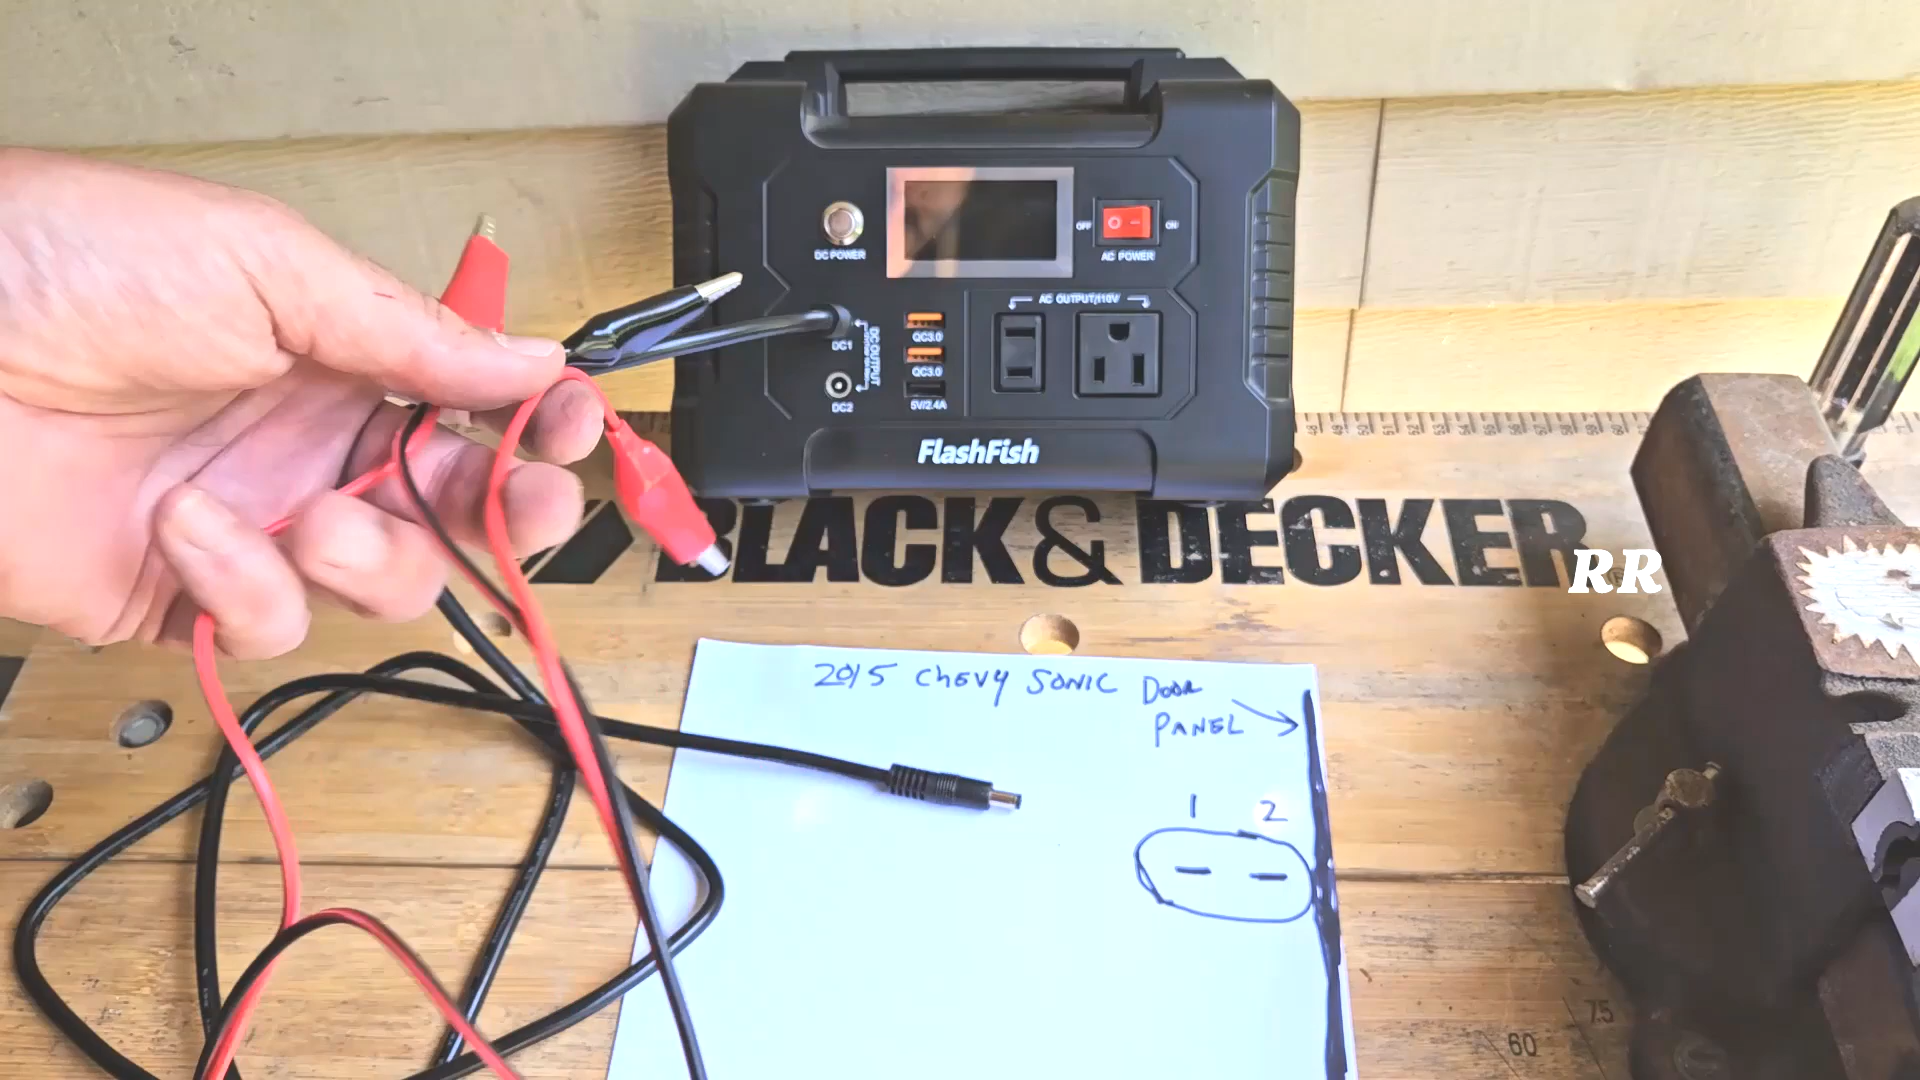 DC POWER
OFF
ON
AC POWER
AC OUTPUT/110V
DC1
DC OUTPUT
QC3.0
QC3.0
DC2
5V/2.4A
FlashFish
BLACK & DECKER
RR
2015 CHEVY SONIC DOOR
PANEL
1 2
75
60